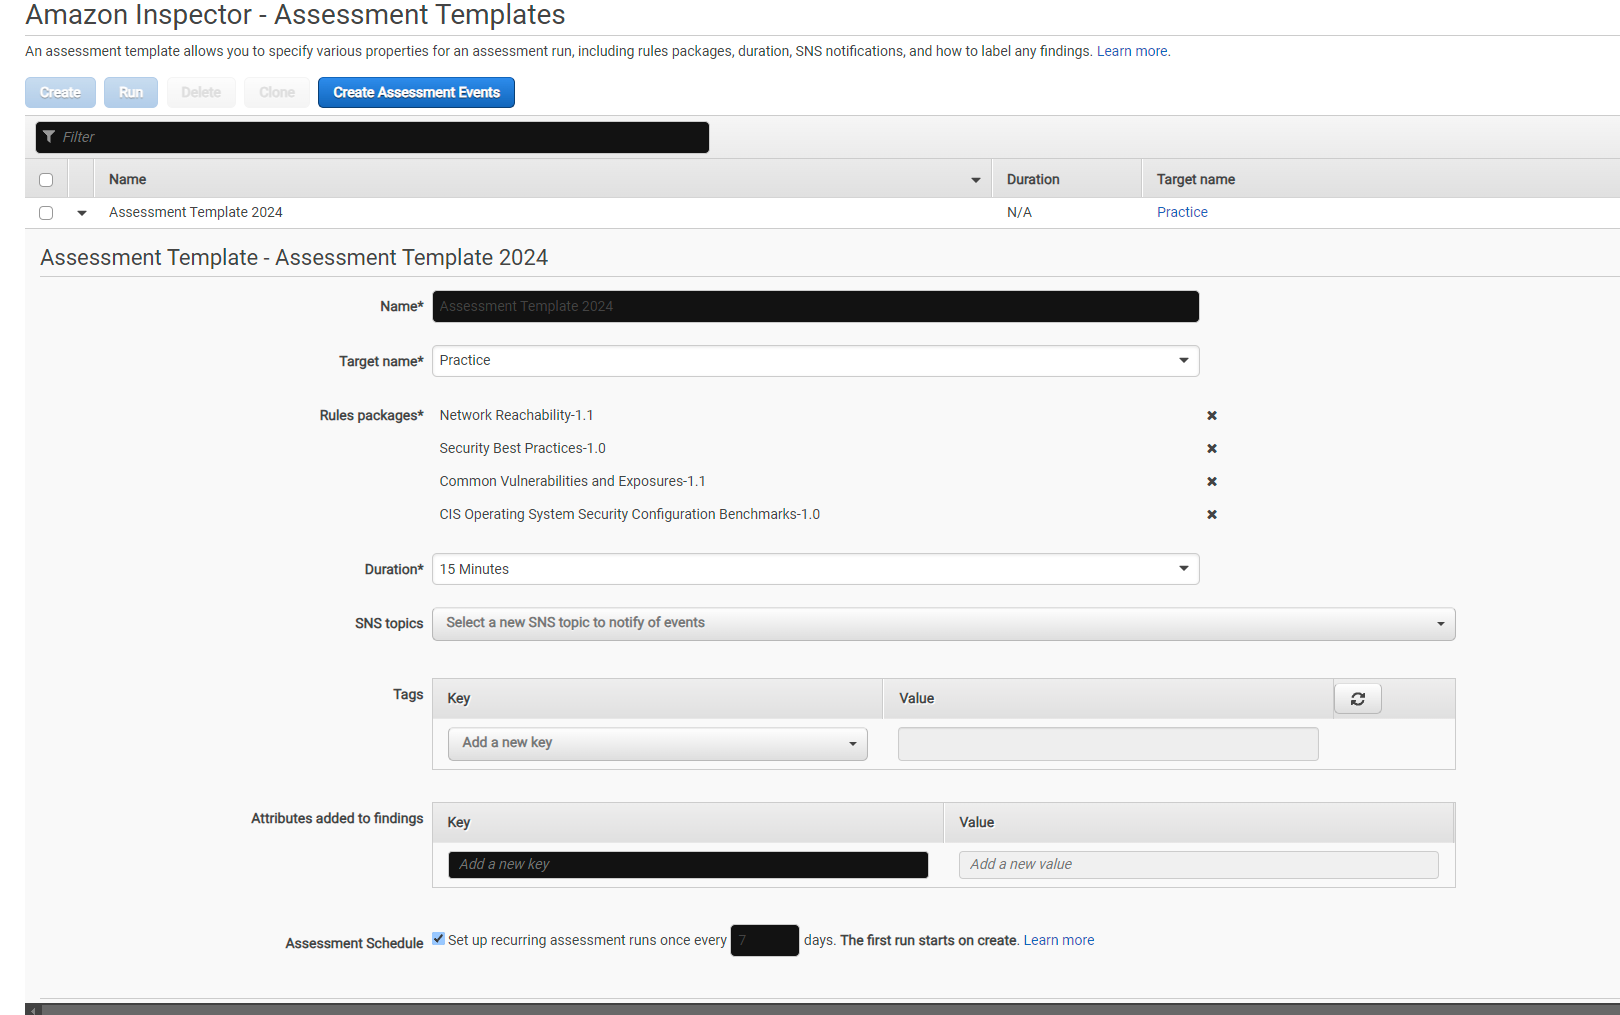 Amazon Inspector - Assessment Templates
An assessment template allows you to specify various properties for an assessment run, including rules packages, duration, SNS notifications, and how to label any findings. Learn more.
Create Run Delete Clone Create Assessment Events
Filter
Name Duration Target name
Assessment Template 2024 N/A Practice
Assessment Template - Assessment Template 2024
Name* Assessment Template 2024
Target name* Practice
Rules packages* Network Reachability-1.1
Security Best Practices-1.0
Common Vulnerabilities and Exposures-1.1
CIS Operating System Security Configuration Benchmarks-1.0
Duration* 15 Minutes
SNS topics Select a new SNS topic to notify of events
Tags Key Value
Add a new key
Attributes added to findings Key Value
Add a new key Add a new value
Assessment Schedule Set up recurring assessment runs once every 7 days. The first run starts on create. Learn more